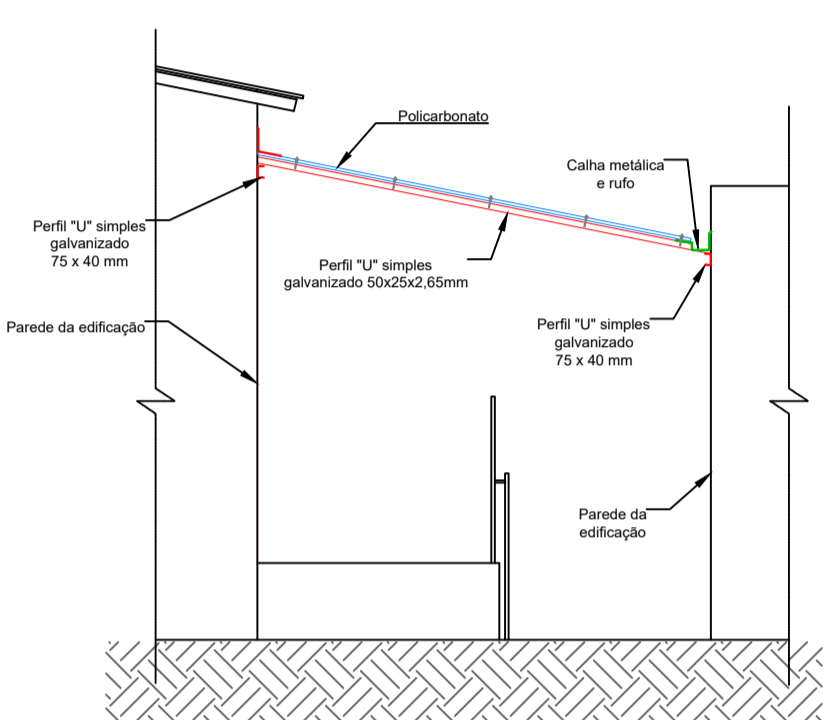 Policarbonato
Calha metálica
e rufo
Perfil "U" simples
galvanizado
75 x 40 mm
Perfil "U" simples
galvanizado 50x25x2,65mm
Parede da edificação
Perfil "U" simples
galvanizado
75 x 40 mm
Parede da
edificação